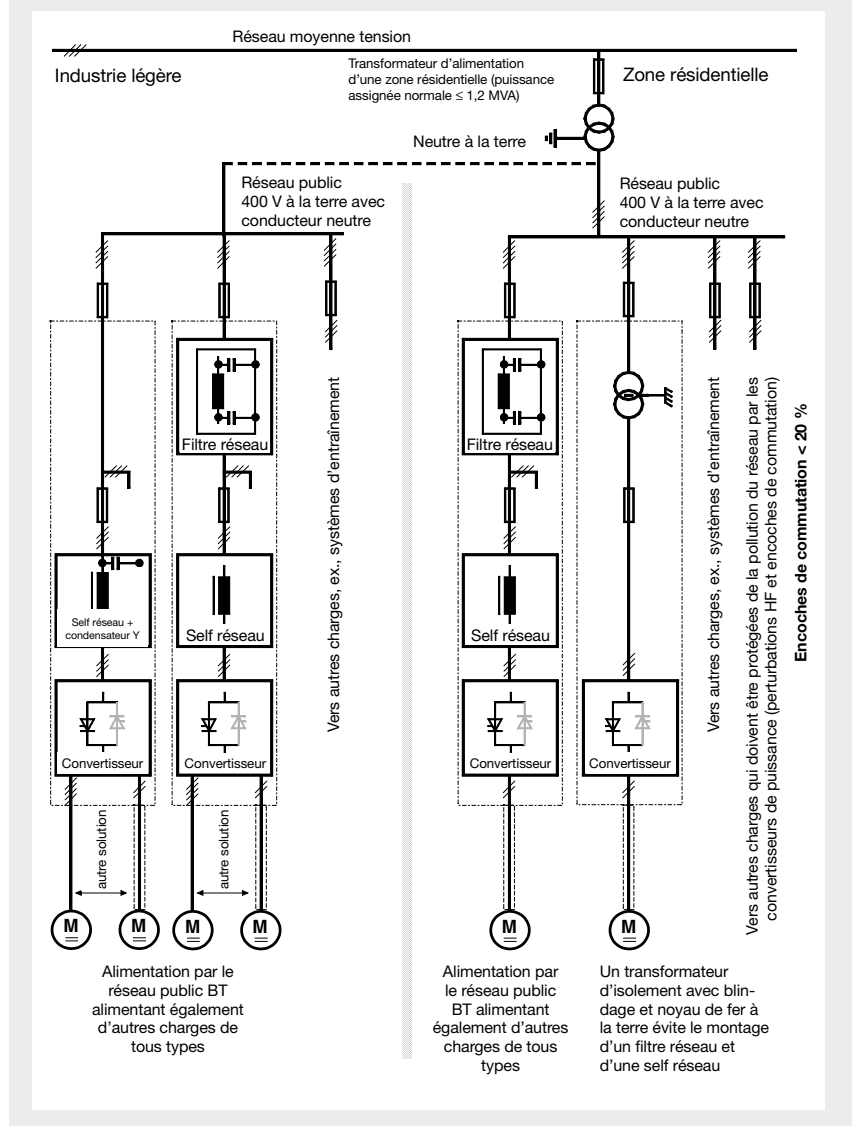 Réseau moyenne tension
Industrie légère
Transformateur d'alimentation
d'une zone résidentielle (puissance
assignée normale ≤ 1,2 MVA)
Zone résidentielle
Neutre à la terre
Réseau public
400 V à la terre avec
conducteur neutre
Réseau public
400 V à la terre avec
conducteur neutre
Filtre réseau
Self réseau +
condensateur Y
Self réseau
Convertisseur
Convertisseur
autre solution
autre solution
M
M
M
M
Vers autres charges, ex., systèmes d'entraînement
Alimentation par le
réseau public BT
alimentant également
d'autres charges de
tous types
Filtre réseau
Self réseau
Convertisseur
Convertisseur
M
M
Vers autres charges, ex., systèmes d'entraînement
Vers autres charges qui doivent être protégées de la pollution du réseau par les
convertisseurs de puissance (perturbations HF et encoches de commutation)
Encoches de commutation < 20 %
Alimentation par
le réseau public
BT alimentant
également d'autres
charges de tous
types
Un transformateur
d'isolement avec blin-
dage et noyau de fer à
la terre évite le montage
d'un filtre réseau et
d'une self réseau